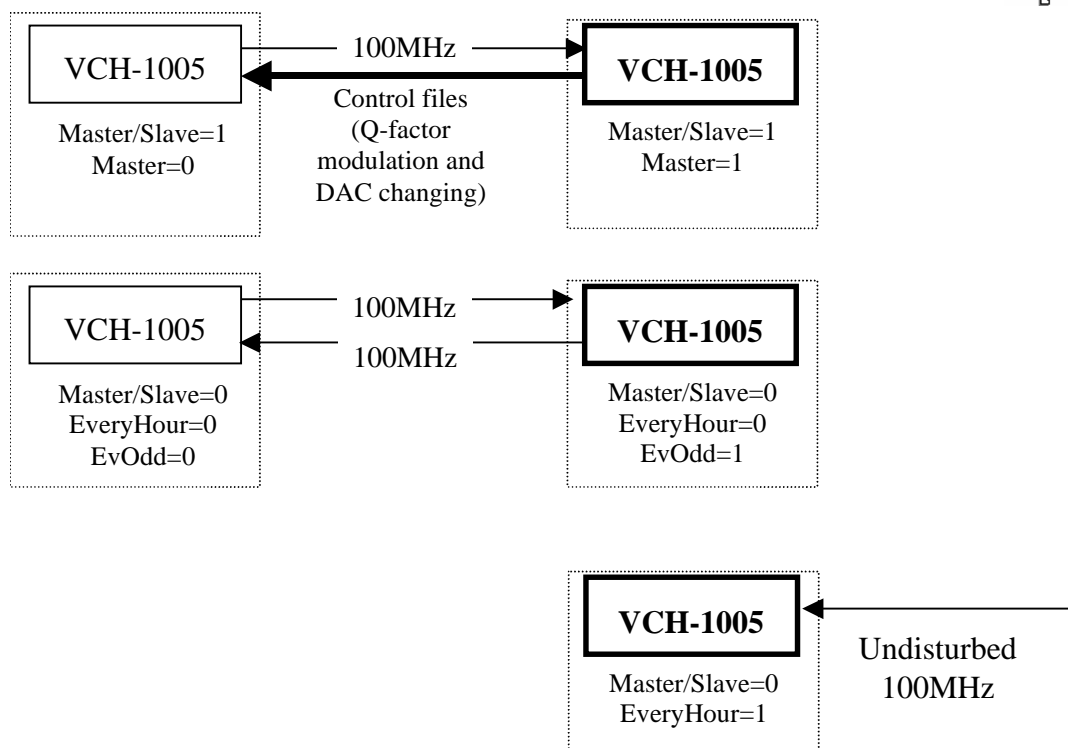 VCH-1005
100MHz
VCH-1005
Control files
(Q-factor
modulation and
DAC changing)
Master/Slave=1
Master=0
Master/Slave=1
Master=1
VCH-1005
100MHz
100MHz
VCH-1005
Master/Slave=0
EveryHour=0
EvOdd=0
Master/Slave=0
EveryHour=0
EvOdd=1
VCH-1005
Undisturbed
100MHz
Master/Slave=0
EveryHour=1